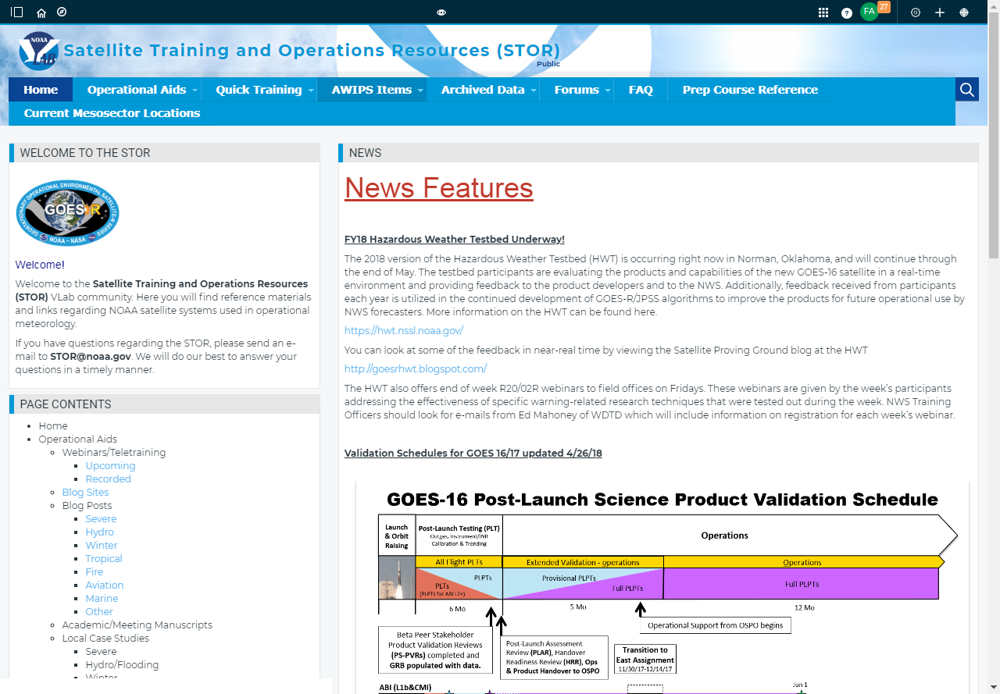 FA
27
NOAA
VLAB
Satellite Training and Operations Resources (STOR)
Public
Home
Operational Aids
Quick Training
AWIPS Items
Archived Data
Forums
FAQ
Prep Course Reference
Current Mesosector Locations
WELCOME TO THE STOR
GEOSTATIONARY OPERATIONAL ENVIRONMENTAL SATELLITE-R SERIES
GOES R
NOAA ~ NASA
Welcome!
Welcome to the Satellite Training and Operations Resources
(STOR) VLab community. Here you will find reference materials
and links regarding NOAA satellite systems used in operational
meteorology.
If you have questions regarding the STOR, please send an e-
mail to STOR@noaa.gov. We will do our best to answer your
questions in a timely manner.
PAGE CONTENTS
Home
Operational Aids
Webinars/Teletraining
Upcoming
Recorded
Blog Sites
Blog Posts
Severe
Hydro
Winter
Tropical
Fire
Aviation
Marine
Other
Academic/Meeting Manuscripts
Local Case Studies
Severe
Hydro/Flooding
Winter
NEWS
News Features
FY18 Hazardous Weather Testbed Underway!
The 2018 version of the Hazardous Weather Testbed (HWT) is occurring right now in Norman, Oklahoma, and will continue through
the end of May. The testbed participants are evaluating the products and capabilities of the new GOES-16 satellite in a real-time
environment and providing feedback to the product developers and to the NWS. Additionally, feedback received from participants
each year is utilized in the continued development of GOES-R/JPSS algorithms to improve the products for future operational use by
NWS forecasters. More information on the HWT can be found here.
https://hwt.nssl.noaa.gov/
You can look at some of the feedback in near-real time by viewing the Satellite Proving Ground blog at the HWT
http://goesrhwt.blogspot.com/
The HWT also offers end of week R20/02R webinars to field offices on Fridays. These webinars are given by the week's participants
addressing the effectiveness of specific warning-related research techniques that were tested out during the week. NWS Training
Officers should look for e-mails from Ed Mahoney of WDTD which will include information on registration for each week's webinar.
Validation Schedules for GOES 16/17 updated 4/26/18
GOES-16 Post-Launch Science Product Validation Schedule
Launch
& Orbit
Raising
Post-Launch Testing (PLT)
Outgas, Instrument/INR
Calibration & Trending
Operations
All Flight PLTs
Extended Validation - operations
Operations
PLTs
(PLPTs for ABI L2+)
PLPTs
Provisional PLPTs
Full PLPTs
Full PLPTs
6 Mo
5 Mo
12 Mo
Beta Peer Stakeholder
Product Validation Reviews
(PS-PVRs) completed and
GRB populated with data.
Post-Launch Assessment
Review (PLAR), Handover
Readiness Review (HRR), Ops
& Product Handover to OSPO
Operational Support from OSPO begins
Transition to
East Assignment
11/30/17-12/14/17
ABI (L1b&CMI)
Jun 1